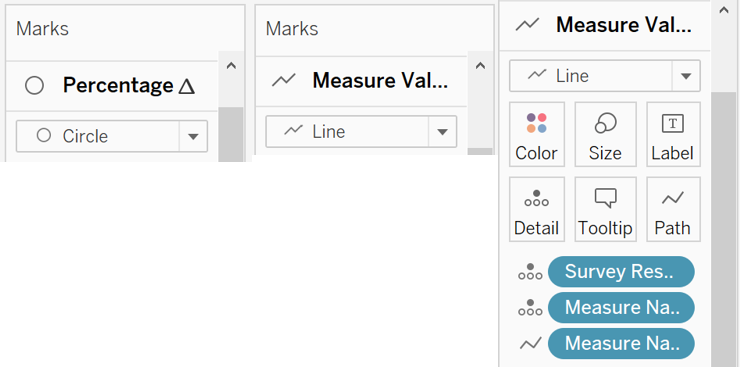 Marks
Percentage Δ
Circle
Marks
Measure Val...
Line
Measure Val...
Line
Color Size Label
Detail Tooltip Path
Survey Res..
Measure Na..
Measure Na..